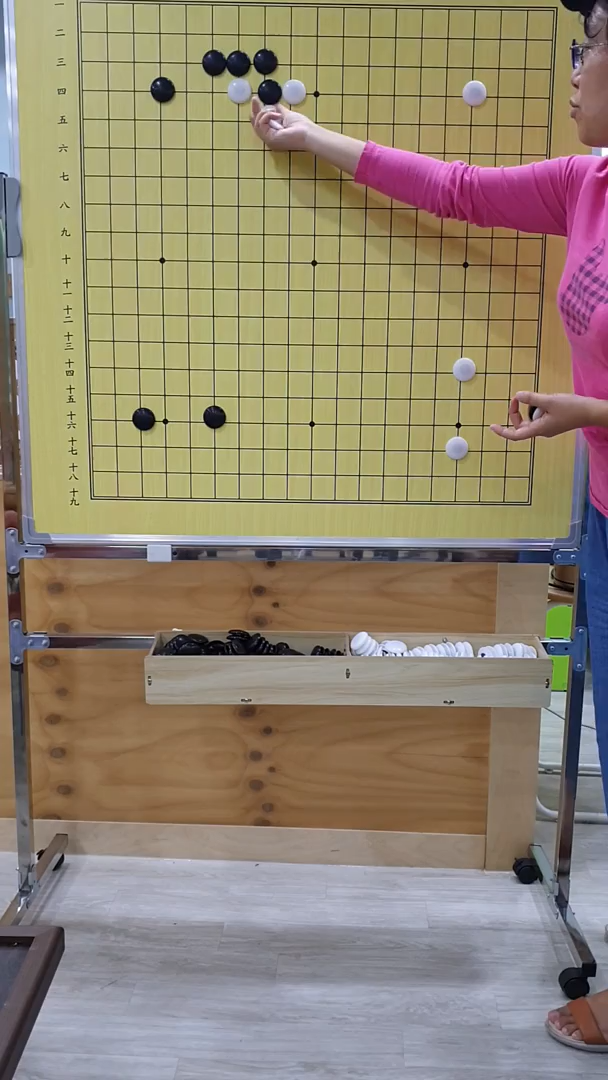 一
二
三
四
五
六
七
八
九
十
十一
十二
十三
十四
十五
十六
十七
十八
十九